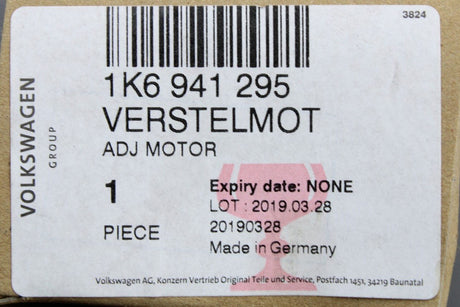 3824
1K6 941 295
VERSTELMOT
ADJ MOTOR
VOLKSWAGEN
GROUP
1
PIECE
Expiry date: NONE
LOT : 2019.03.28
20190328
Made in Germany
Volkswagen AG, Konzern Vertrieb Original Teile und Service, Postfach 1451, 34219 Baunatal